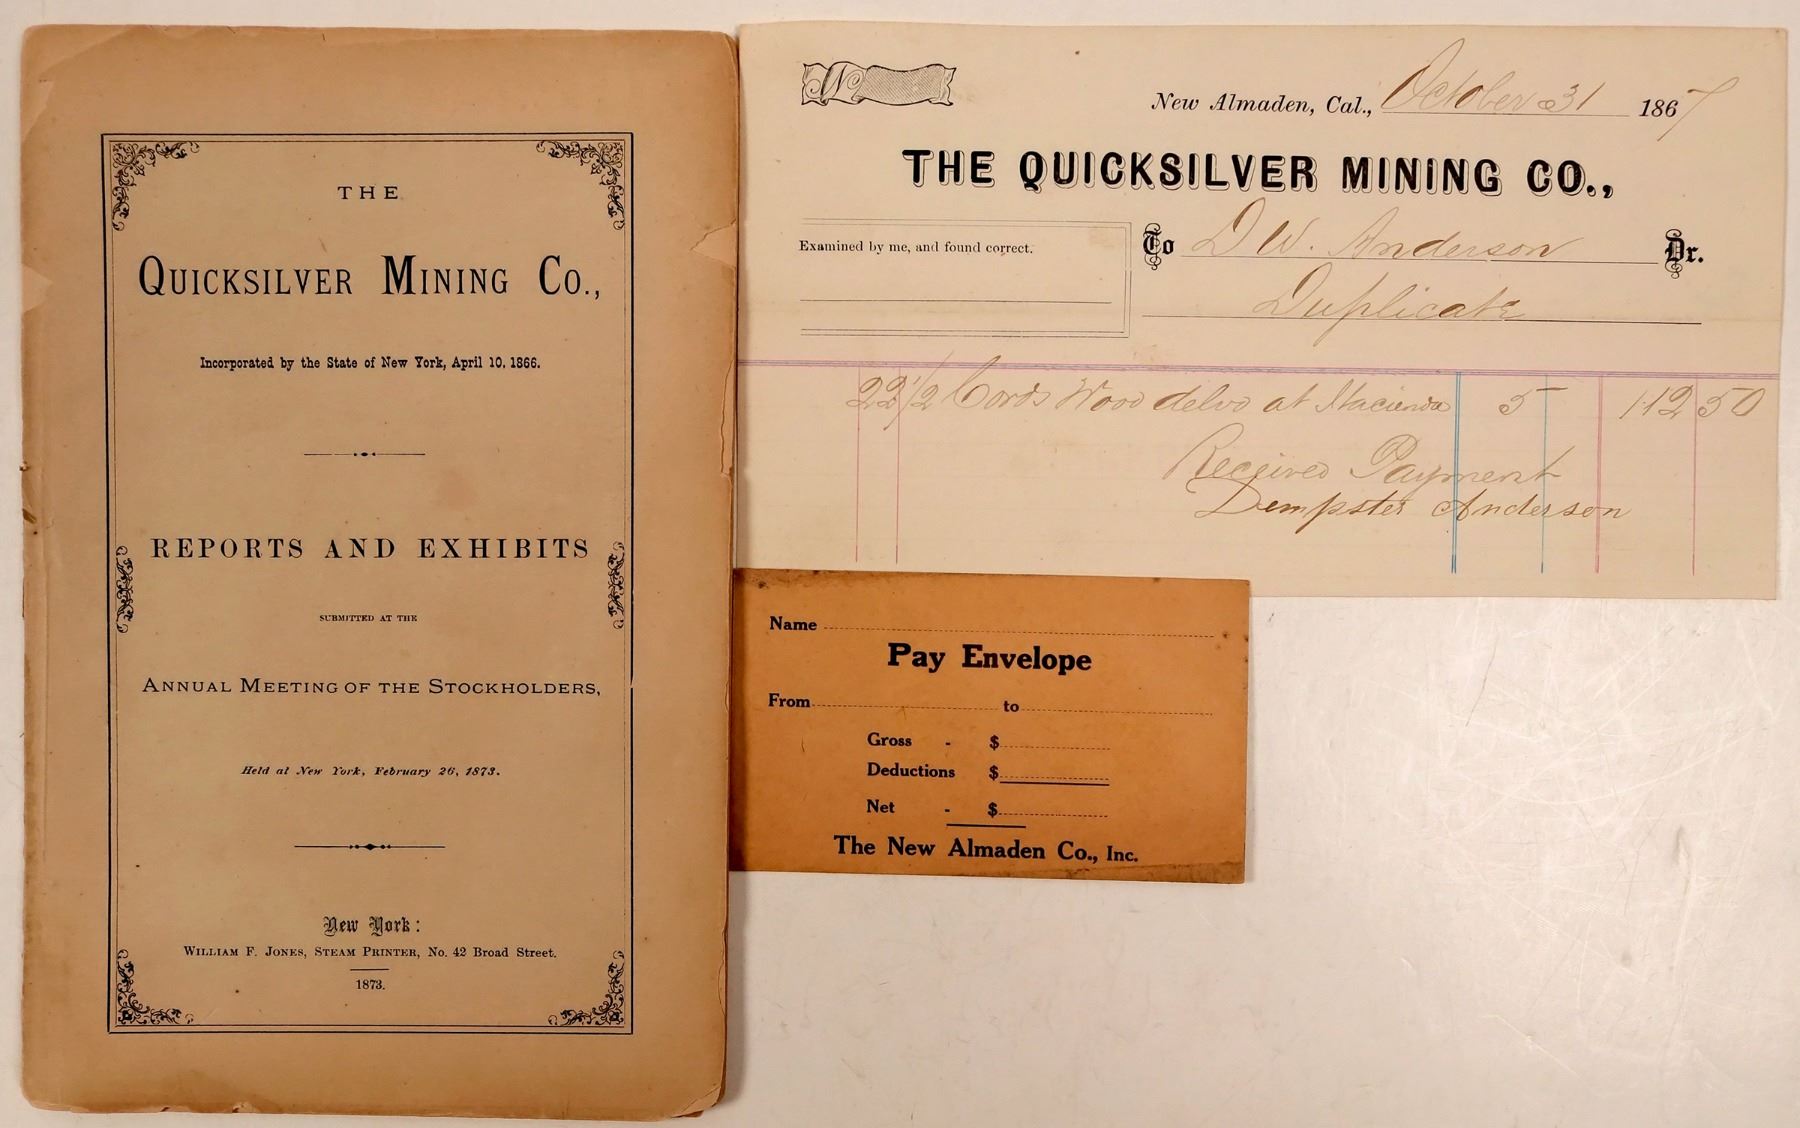 THE
QUICKSILVER MINING CO.,
Incorporated by the State of New York, April 10, 1866.
REPORTS AND EXHIBITS
SUBMITTED AT THE
ANNUAL MEETING OF THE STOCKHOLDERS,
Held at New York, February 26, 1873.
New York:
WILLIAM F. JONES, STEAM PRINTER, No. 42 Broad Street.
1873.
No
New Almaden, Cal., October 31 1867
THE QUICKSILVER MINING CO.,
Examined by me, and found correct.
To D W. Anderson Dr.
Duplicate
22 1/2 Cords Wood delvd at Hacienda 5 112 50
Received Payment
Dempster Anderson
Name
Pay Envelope
From to
Gross - $
Deductions $
Net - $
The New Almaden Co., Inc.